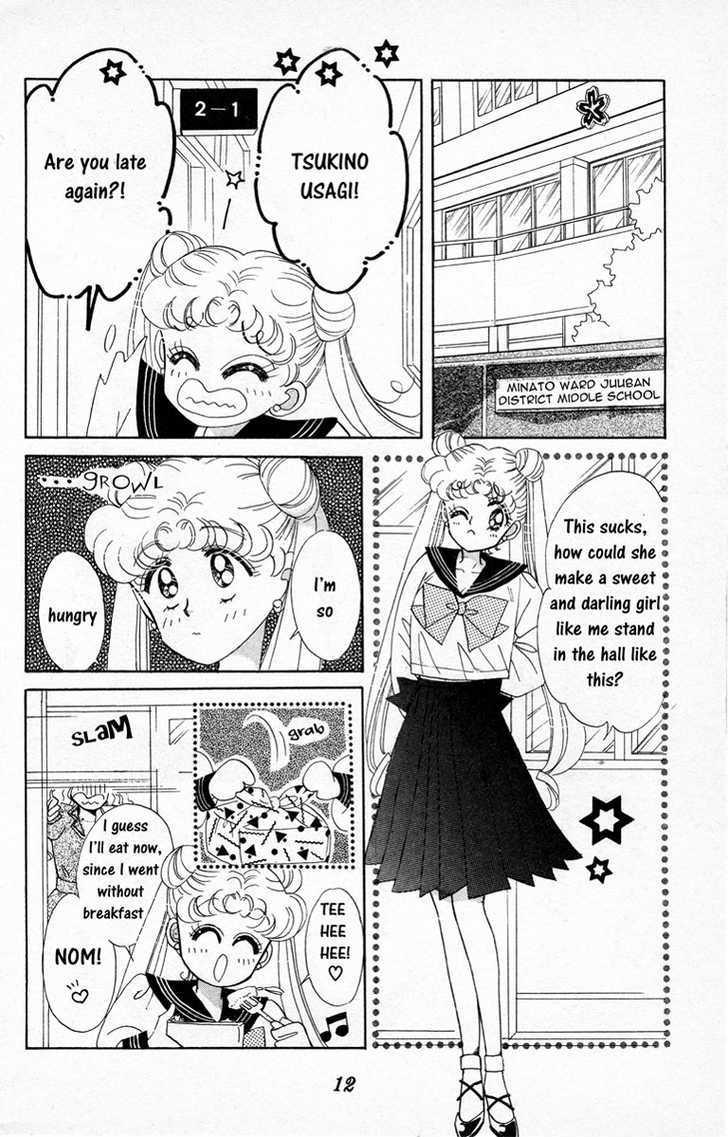 MINATO WARD JUUBAN
DISTRICT MIDDLE SCHOOL
2-1
TSUKINO
USAGI!
Are you late
again?!
This sucks,
how could she
make a sweet
and darling girl
like me stand
in the hall like
this?
GROWL
I'm
so
hungry
grab
SLAM
I guess
I'll eat now,
since I went
without
breakfast
TEE
HEE
HEE!
♡
NOM!
♡
12